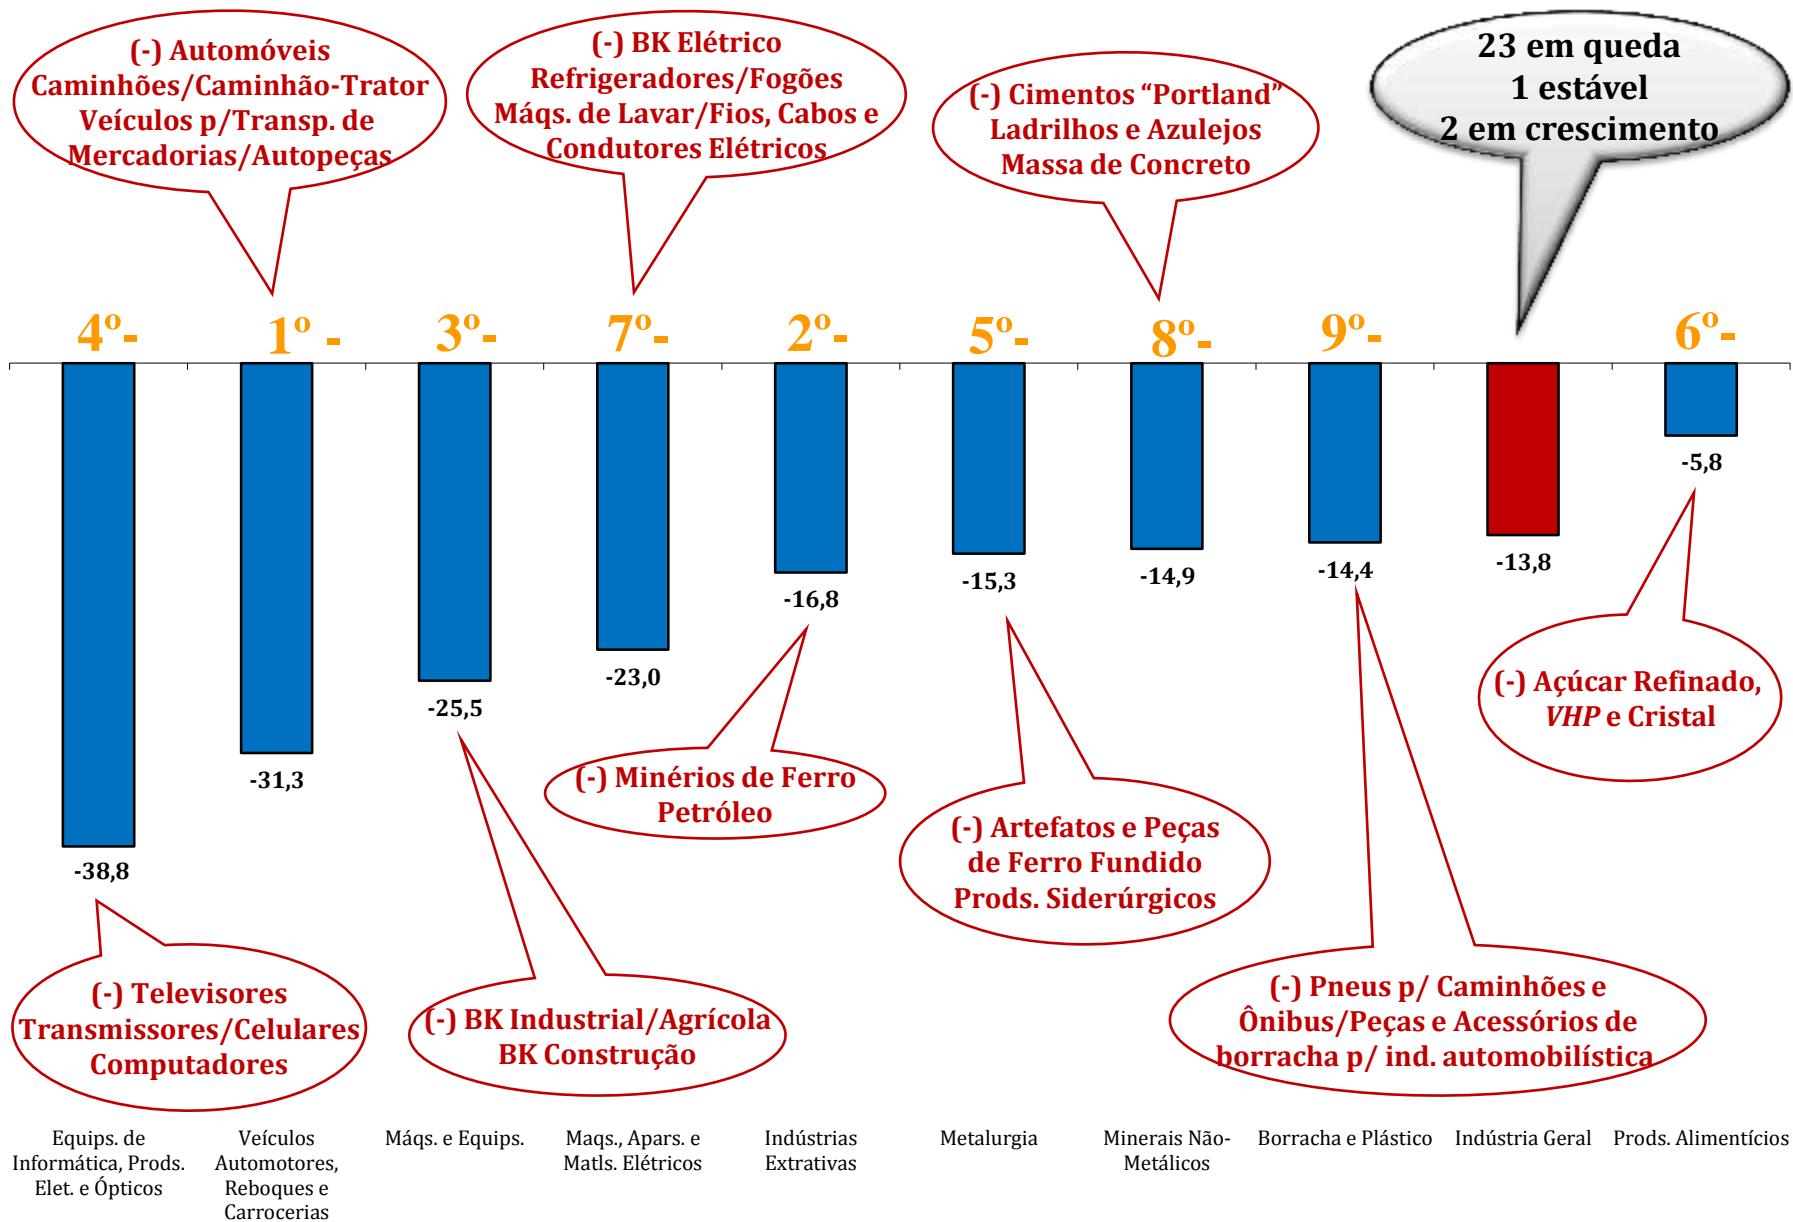 (-) Automóveis
Caminhões/Caminhão-Trator
Veículos p/Transp. de
Mercadorias/Autopeças
(-) BK Elétrico
Refrigeradores/Fogões
Máqs. de Lavar/Fios, Cabos e
Condutores Elétricos
(-) Cimentos “Portland”
Ladrilhos e Azulejos
Massa de Concreto
23 em queda
1 estável
2 em crescimento
4º-
1º -
3º-
7º-
2º-
5º-
8º-
9º-
6º-
-38,8
-31,3
-25,5
-23,0
-16,8
-15,3
-14,9
-14,4
-13,8
-5,8
(-) Açúcar Refinado,
VHP e Cristal
(-) Minérios de Ferro
Petróleo
(-) Artefatos e Peças
de Ferro Fundido
Prods. Siderúrgicos
(-) Televisores
Transmissores/Celulares
Computadores
(-) BK Industrial/Agrícola
BK Construção
(-) Pneus p/ Caminhões e
Ônibus/Peças e Acessórios de
borracha p/ ind. automobilística
Equips. de
Informática, Prods.
Elet. e Ópticos
Veículos
Automotores,
Reboques e
Carrocerias
Máqs. e Equips.
Maqs., Apars. e
Matls. Elétricos
Indústrias
Extrativas
Metalurgia
Minerais Não-
Metálicos
Borracha e Plástico
Indústria Geral
Prods. Alimentícios